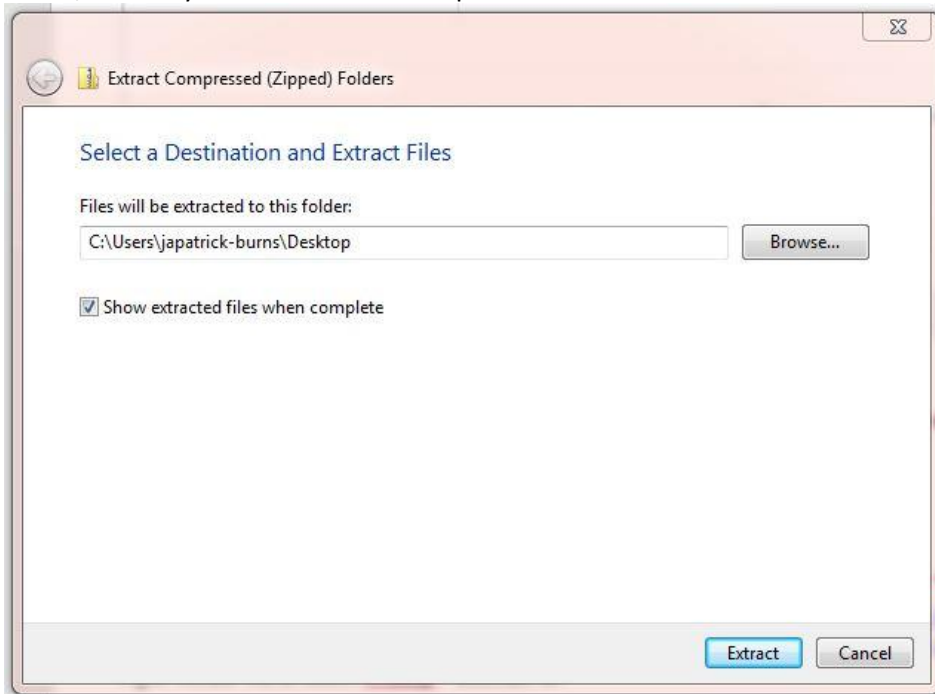 Extract Compressed (Zipped) Folders
Select a Destination and Extract Files
Files will be extracted to this folder:
C:\Users\japatrick-burns\Desktop
Browse...
Show extracted files when complete
Extract Cancel